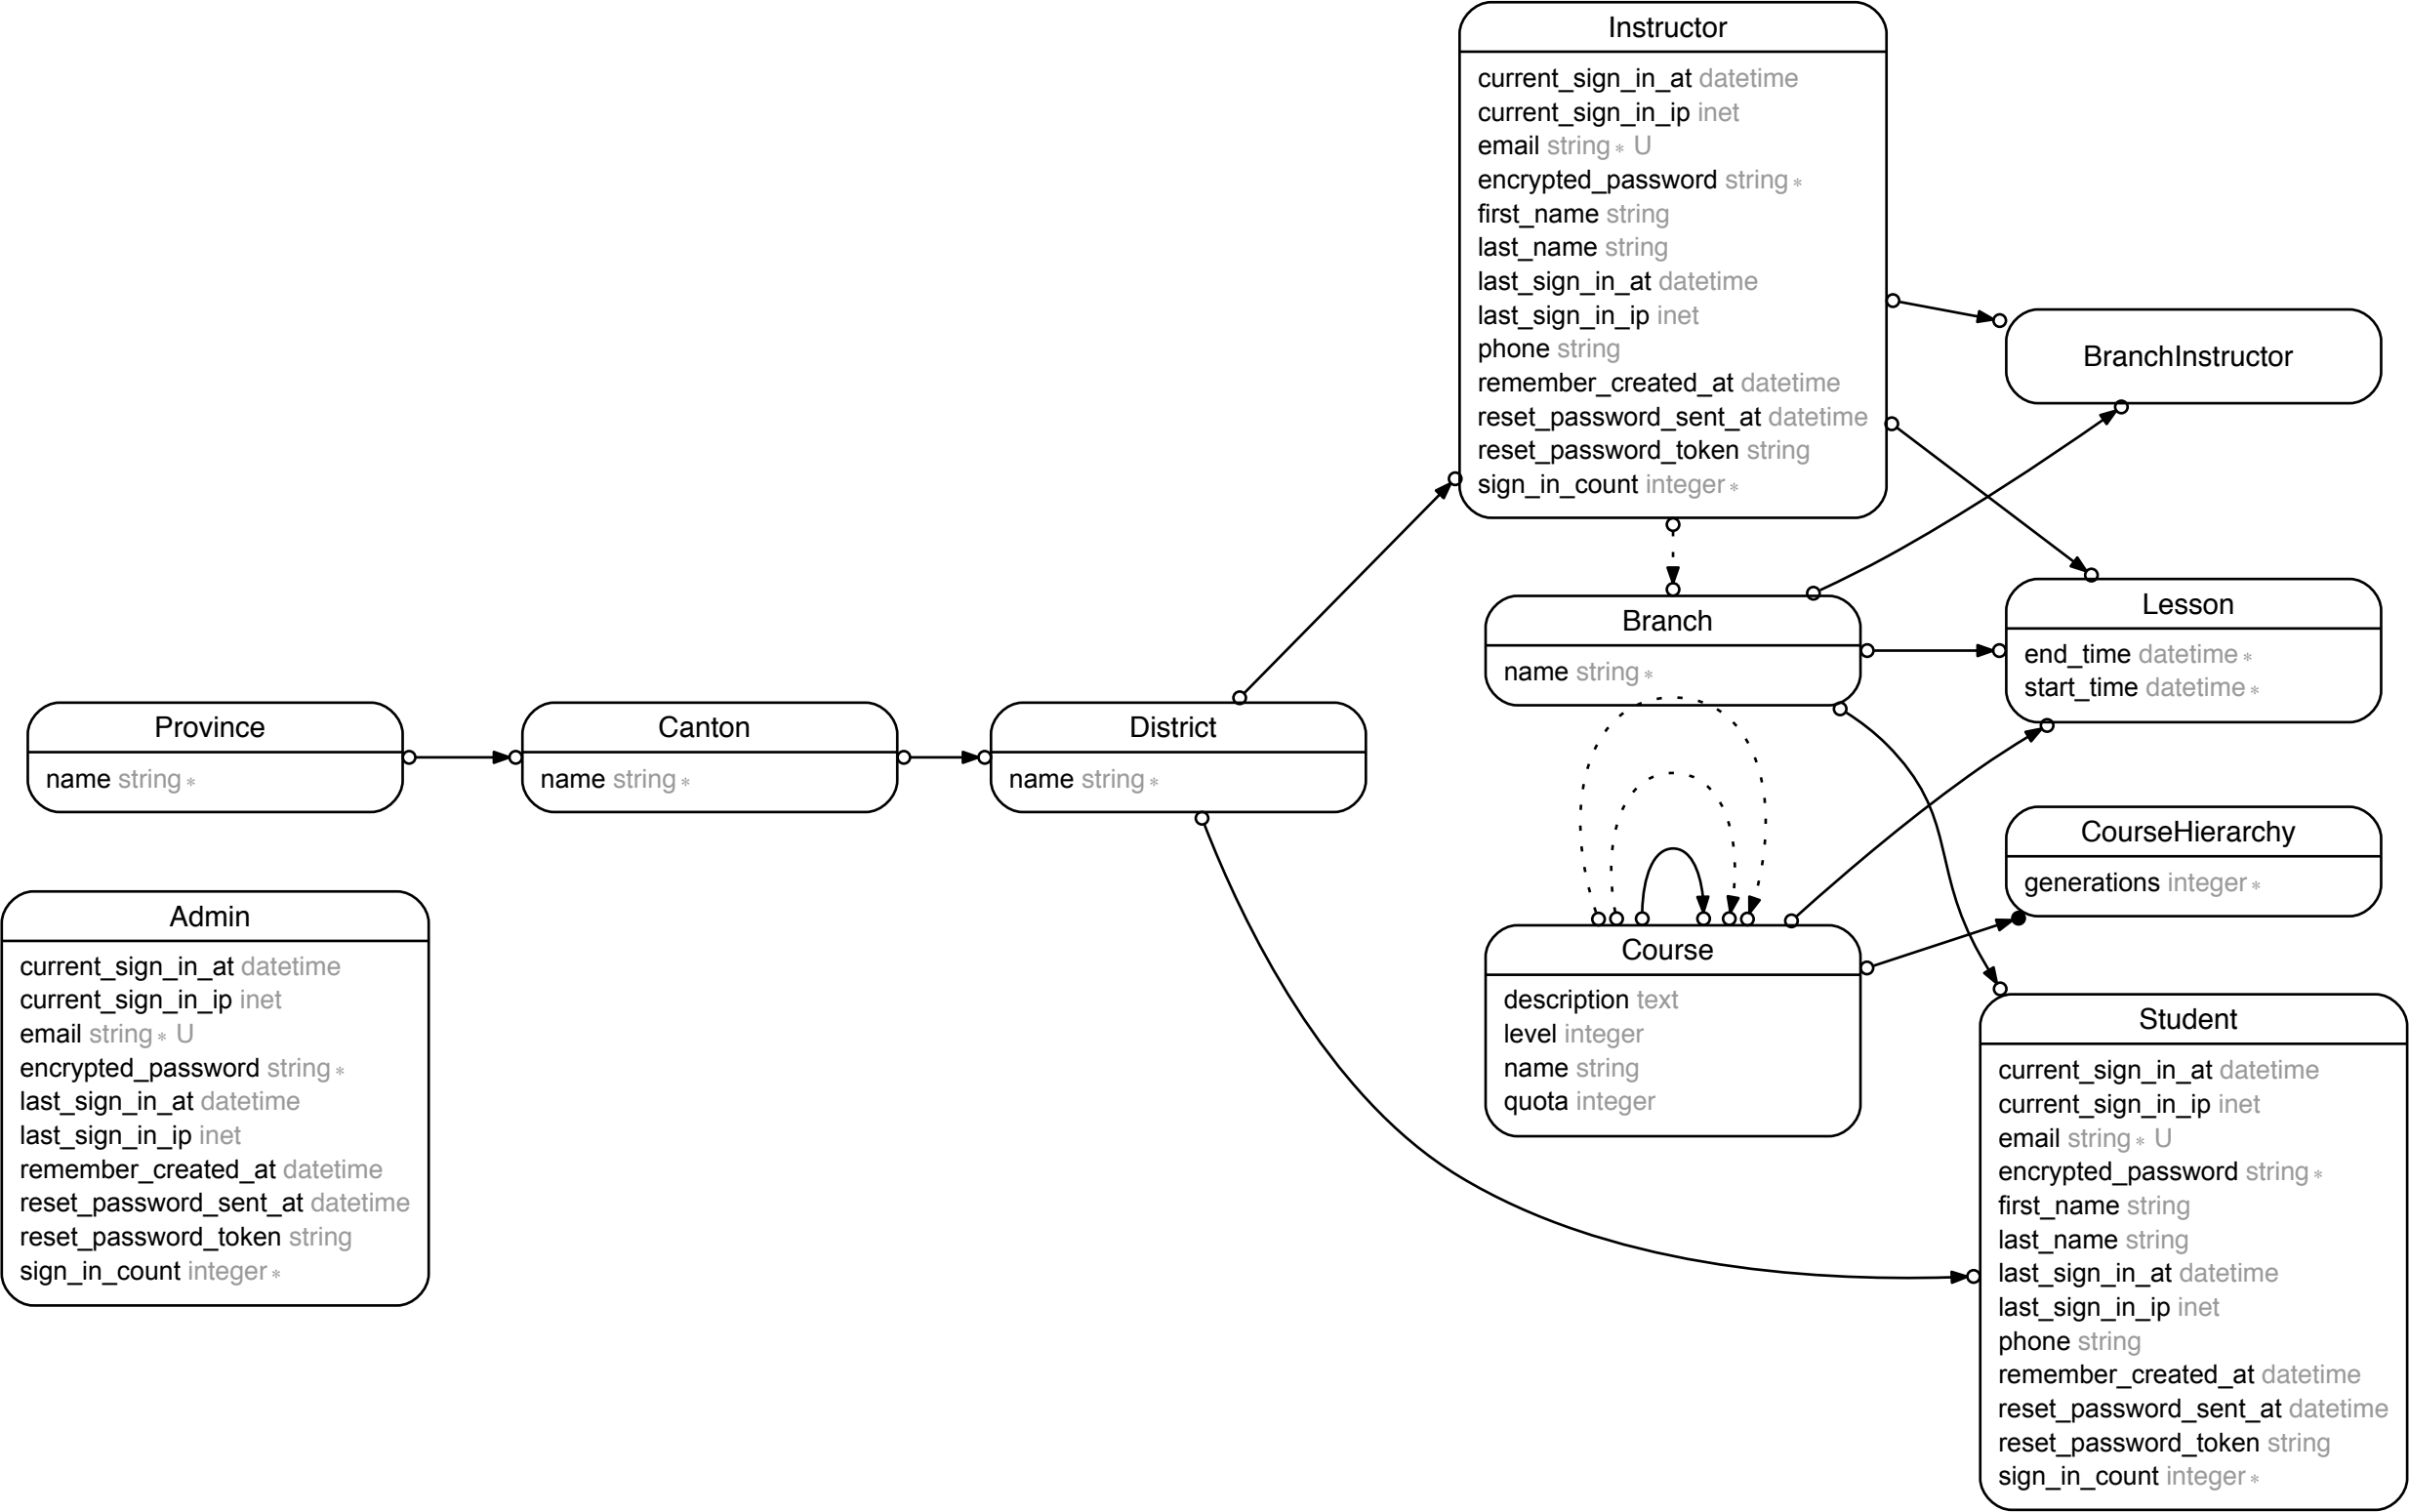 Instructor
current_sign_in_at datetime
current_sign_in_ip inet
email string * U
encrypted_password string *
first_name string
last_name string
last_sign_in_at datetime
last_sign_in_ip inet
phone string
remember_created_at datetime
reset_password_sent_at datetime
reset_password_token string
sign_in_count integer *
BranchInstructor
Branch
name string *
Lesson
end_time datetime *
start_time datetime *
Province
name string *
Canton
name string *
District
name string *
CourseHierarchy
generations integer *
Admin
current_sign_in_at datetime
current_sign_in_ip inet
email string * U
encrypted_password string *
last_sign_in_at datetime
last_sign_in_ip inet
remember_created_at datetime
reset_password_sent_at datetime
reset_password_token string
sign_in_count integer *
Course
description text
level integer
name string
quota integer
Student
current_sign_in_at datetime
current_sign_in_ip inet
email string * U
encrypted_password string *
first_name string
last_name string
last_sign_in_at datetime
last_sign_in_ip inet
phone string
remember_created_at datetime
reset_password_sent_at datetime
reset_password_token string
sign_in_count integer *